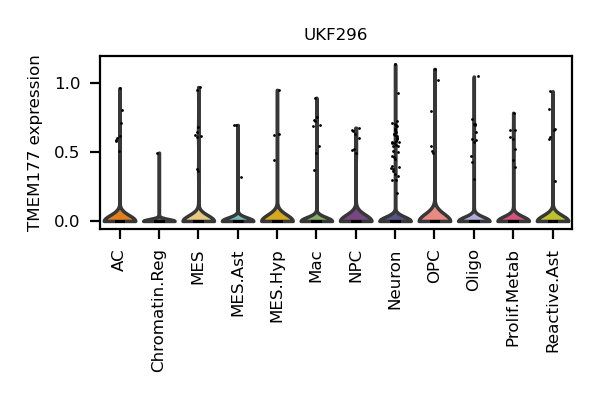 UKF296
TMEM177 expression
1.0
0.5
0.0
AC
Chromatin.Reg
MES
MES.Ast
MES.Hyp
Mac
NPC
Neuron
OPC
Oligo
Prolif.Metab
Reactive.Ast